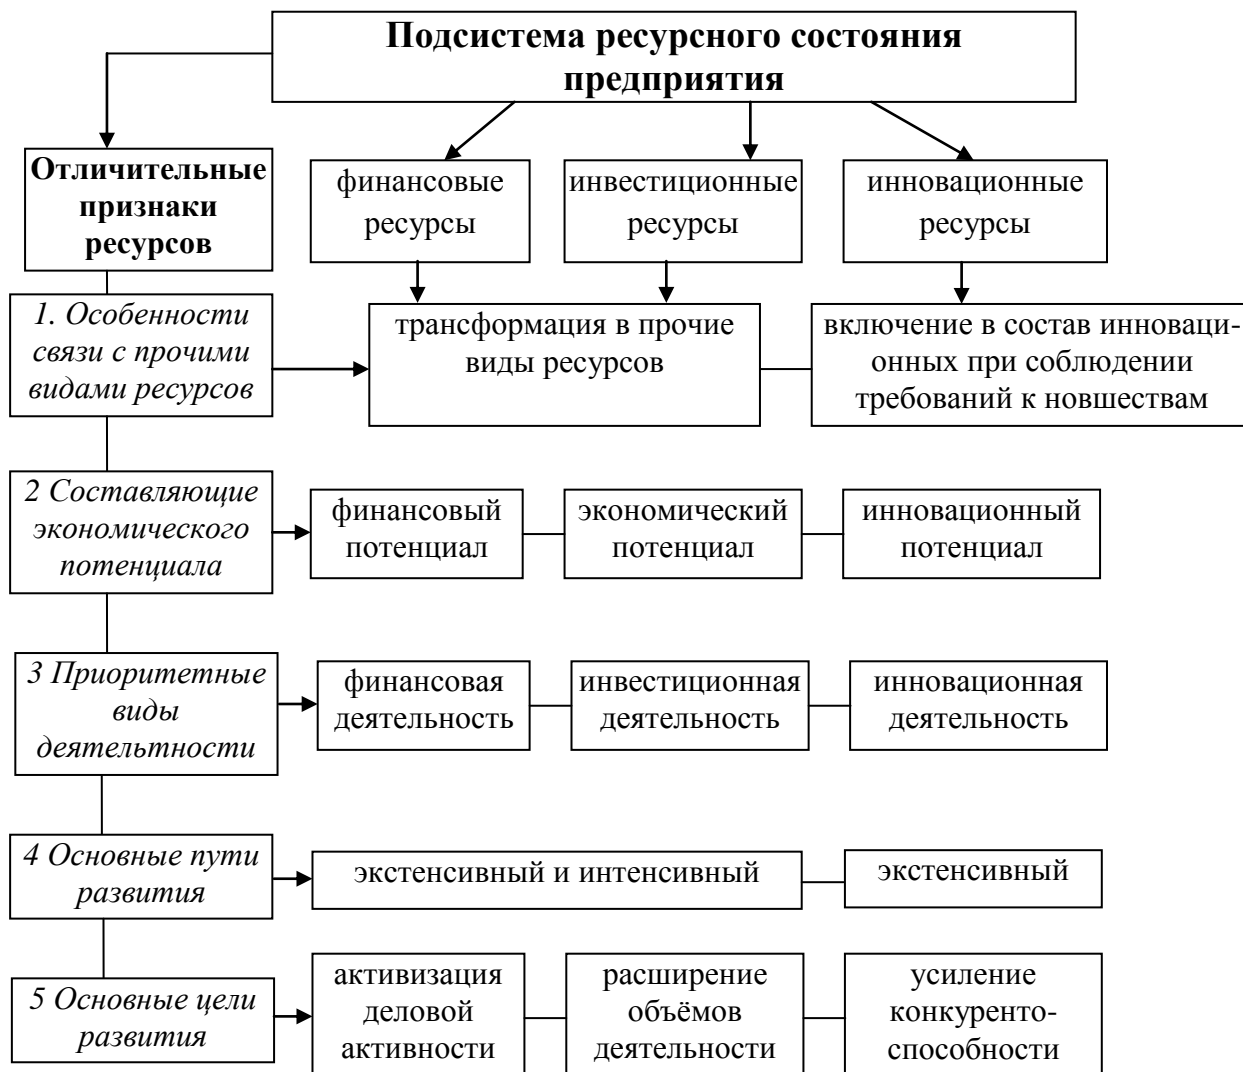 Подсистема ресурсного состояния
предприятия
Отличительные
признаки
ресурсов
финансовые
ресурсы
инвестиционные
ресурсы
инновационные
ресурсы
1. Особенности
связи с прочими
видами ресурсов
трансформация в прочие
виды ресурсов
включение в состав инноваци-
онных при соблюдении
требований к новшествам
2 Составляющие
экономического
потенциала
финансовый
потенциал
экономический
потенциал
инновационный
потенциал
3 Приоритетные
виды
деятельтности
финансовая
деятельность
инвестиционная
деятельность
инновационная
деятельность
4 Основные пути
развития
экстенсивный и интенсивный
экстенсивный
5 Основные цели
развития
активизация
деловой
активности
расширение
объёмов
деятельности
усиление
конкуренто-
способности